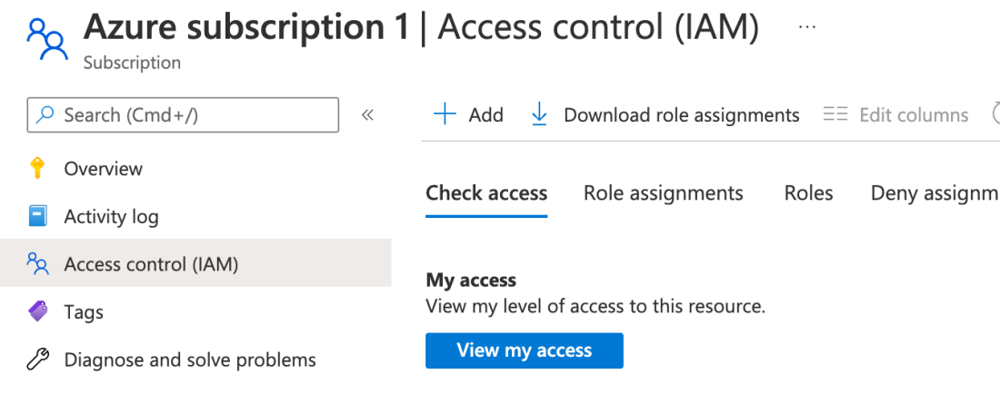 Azure subscription 1 | Access control (IAM) ...
Subscription
Search (Cmd+/)
«
Overview
Activity log
Access control (IAM)
Tags
Diagnose and solve problems
+ Add
Download role assignments
Edit columns
Check access
Role assignments
Roles
Deny assignm
My access
View my level of access to this resource.
View my access